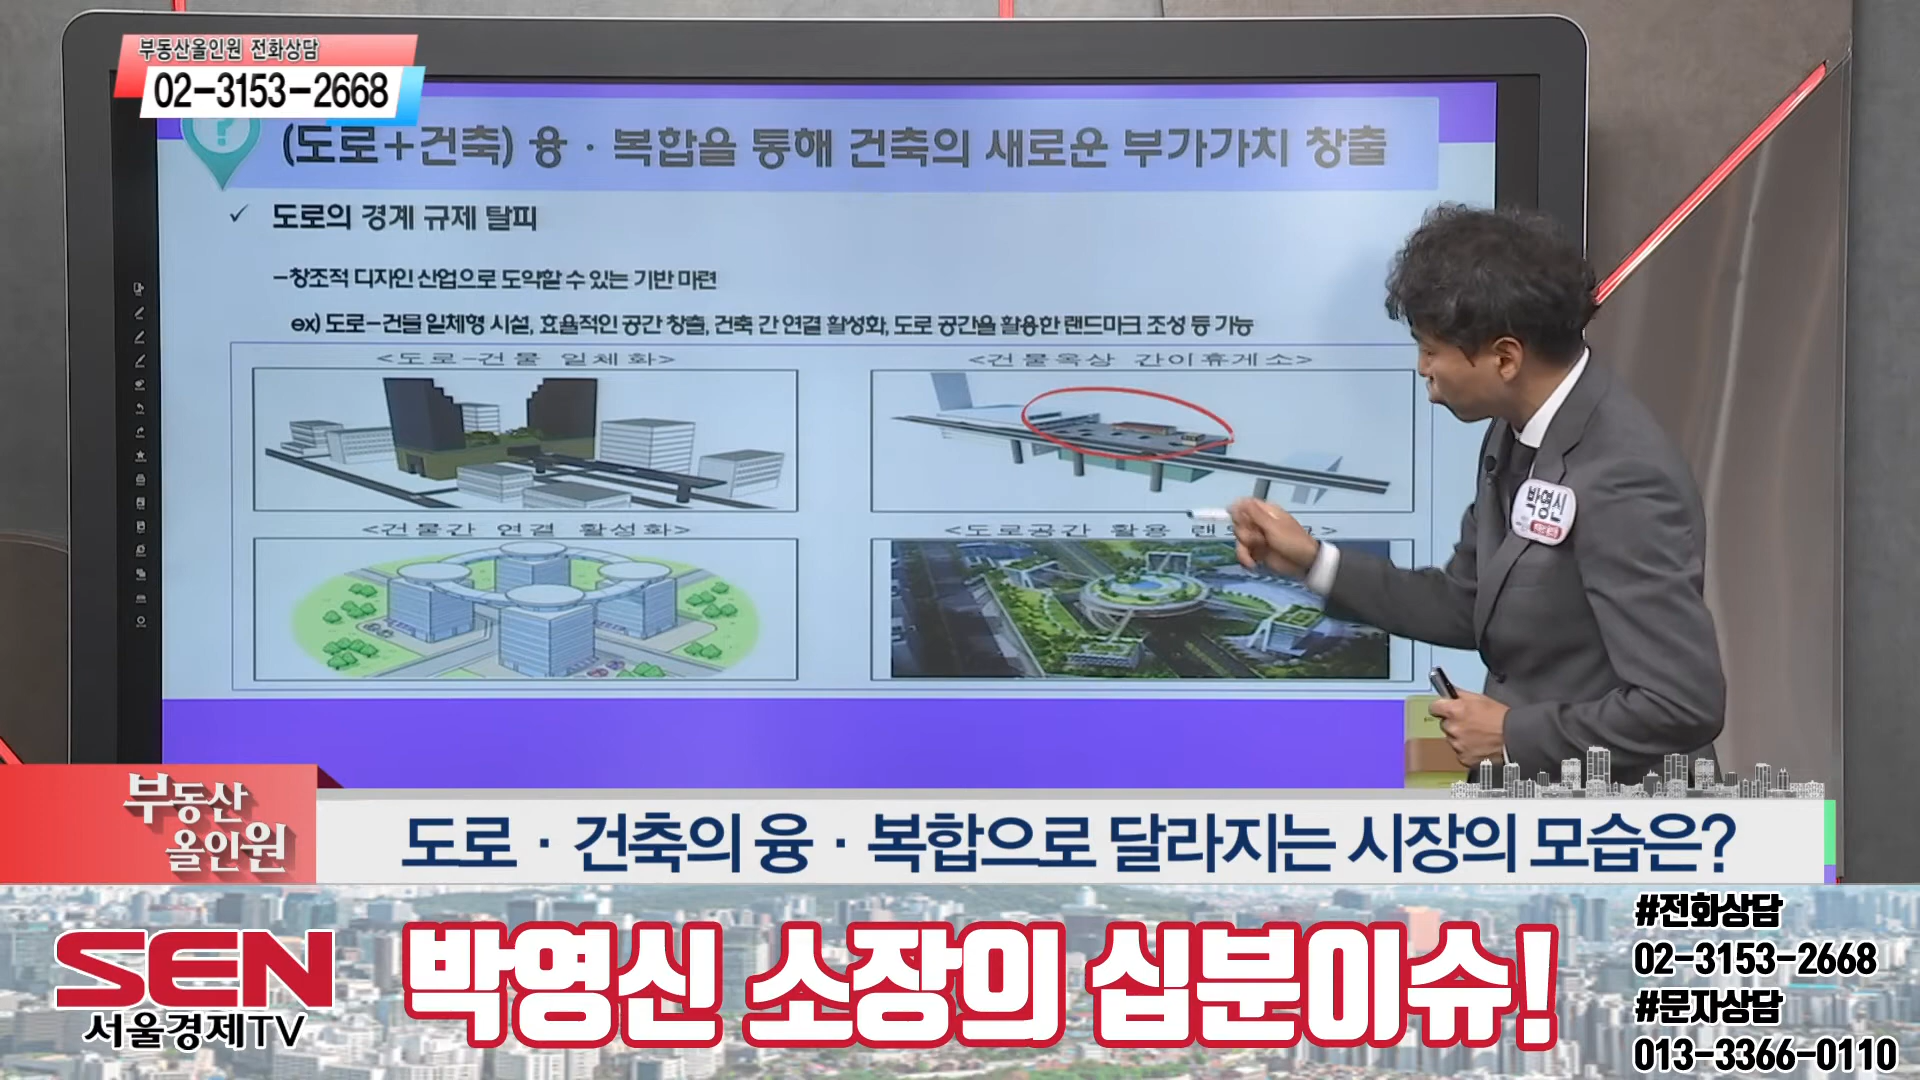 부동산올인원 전화상담
02-3153-2668
?
(도로+건축) 융·복합을 통해 건축의 새로운 부가가치 창출
✓ 도로의 경계 규제 탈피
-창조적 디자인 산업으로 도약할 수 있는 기반 마련
ex) 도로-건물 일체형 시설, 효율적인 공간 창출, 건축 간 연결 활성화, 도로 공간을 활용한 랜드마크 조성 등 가능
<도로-건물 일체화>
<건물옥상 간이휴게소>
<건물간 연결 활성화>
<도로공간 활용
박영신
부동산
올인원
도로·건축의 융·복합으로 달라지는 시장의 모습은?
SEN
서울경제TV
박영신 소장의 십분이슈!
#전화상담
02-3153-2668
#문자상담
013-3366-0110